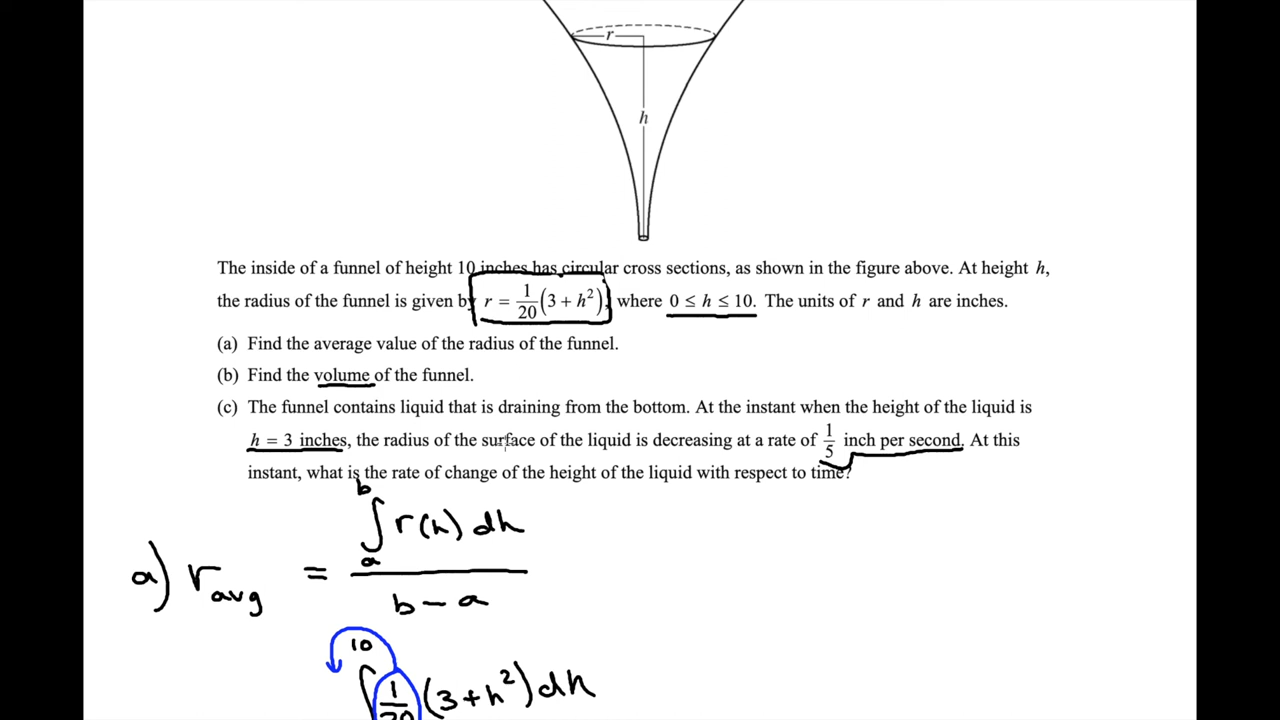 r
h
The inside of a funnel of height 10 inches has circular cross sections, as shown in the figure above. At height h,
the radius of the funnel is given by r = 1/20 (3 + h²), where 0 ≤ h ≤ 10. The units of r and h are inches.
(a) Find the average value of the radius of the funnel.
(b) Find the volume of the funnel.
(c) The funnel contains liquid that is draining from the bottom. At the instant when the height of the liquid is
h = 3 inches, the radius of the surface of the liquid is decreasing at a rate of 1/5 inch per second. At this
instant, what is the rate of change of the height of the liquid with respect to time?
b
∫ r(h) dh
a
a) r avg = ————
b - a
10
∫ 1/20 (3 + h²) dh